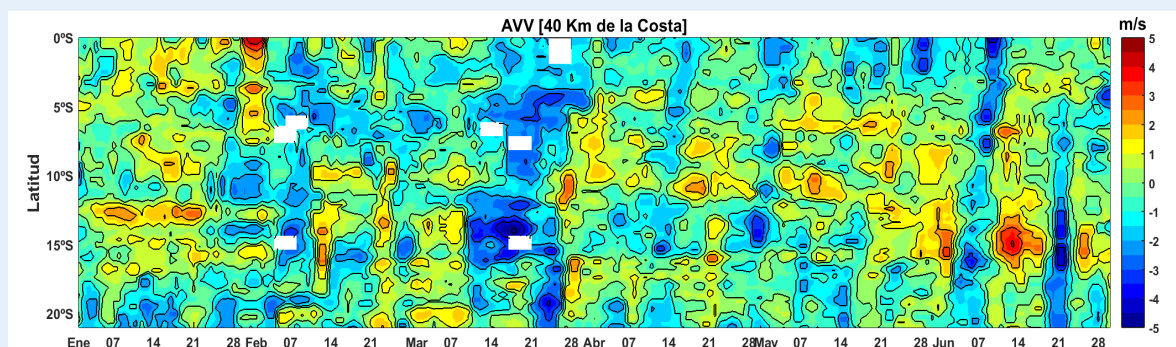 AVV [40 Km de la Costa]
m/s
0ºS
5ºS
10ºS
15ºS
20ºS
Latitud
5
4
3
2
1
0
-1
-2
-3
-4
-5
Ene 07 14 21 28 Feb 07 14 21 Mar 07 14 21 28 Abr 07 14 21 28 May 07 14 21 28 Jun 07 14 21 28